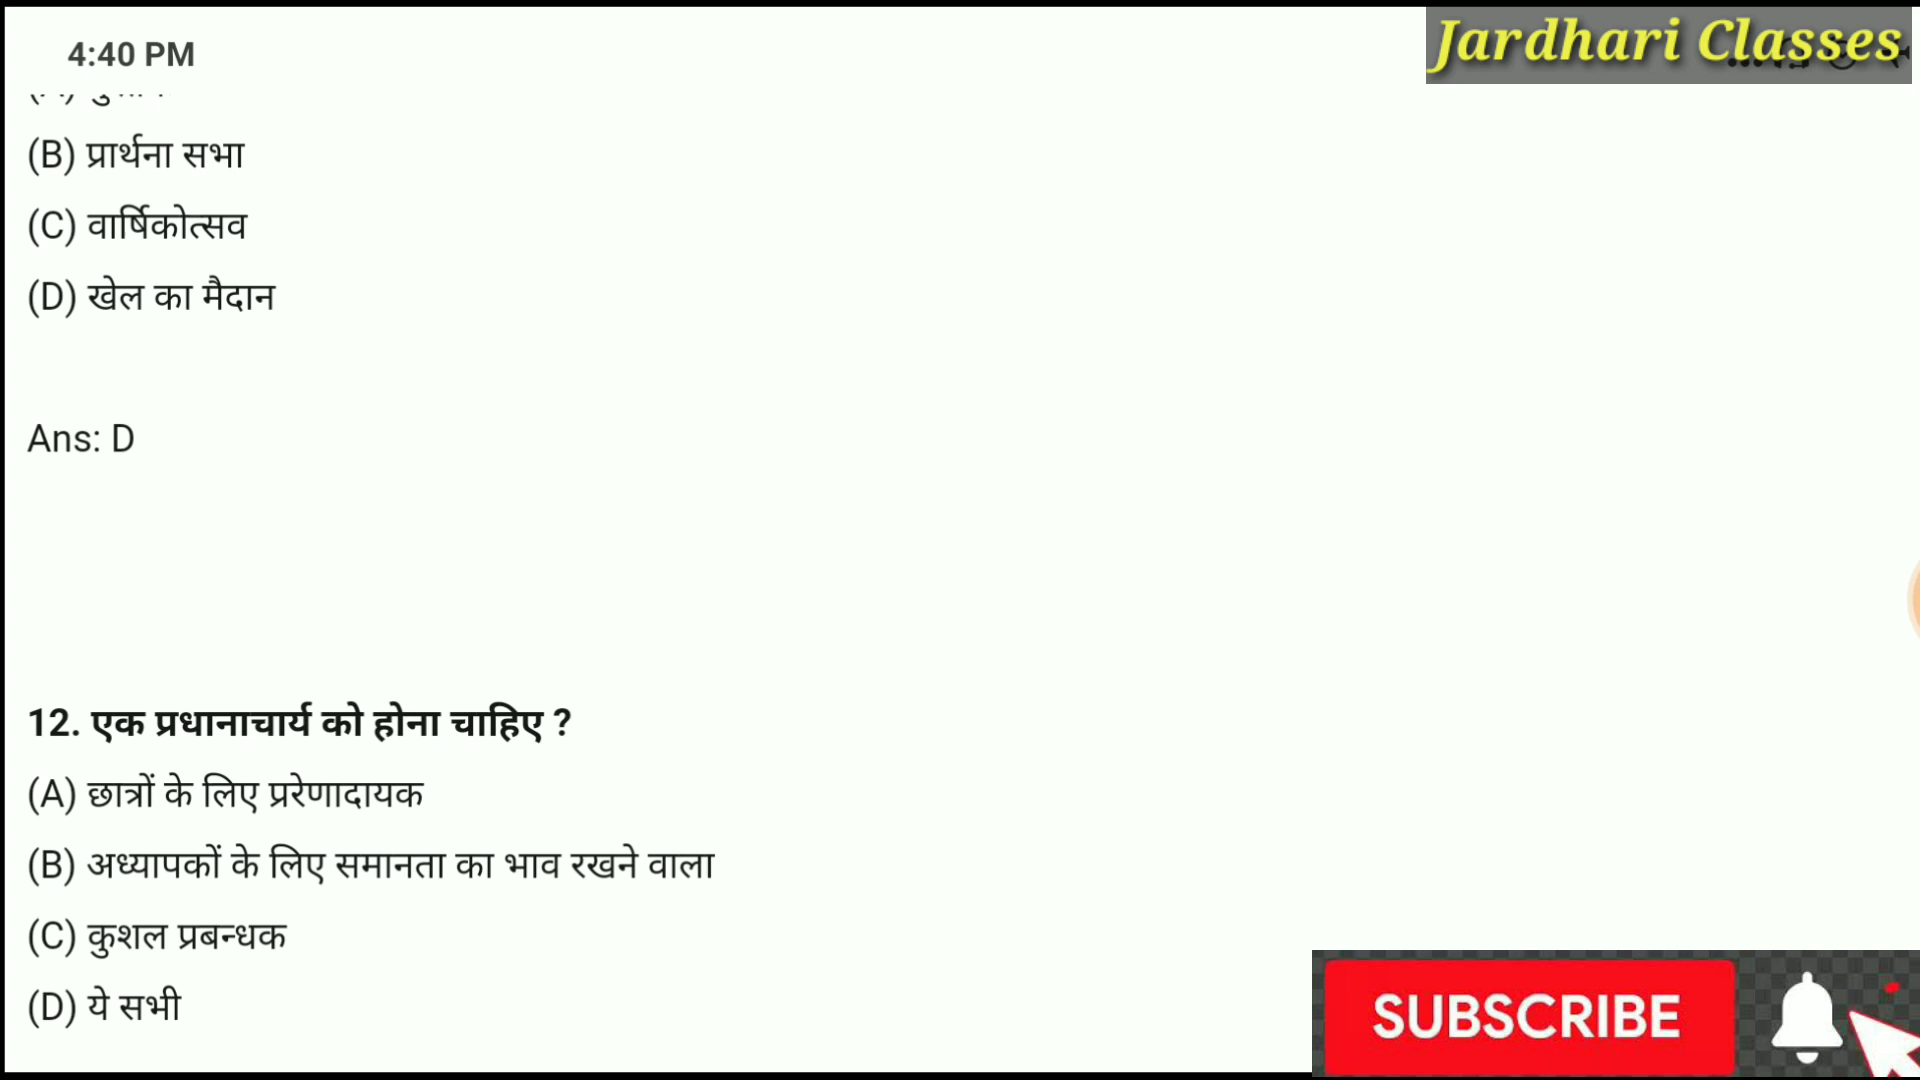 4:40 PM
Jardhari Classes
(B) प्रार्थना सभा
(C) वार्षिकोत्सव
(D) खेल का मैदान
Ans: D
12. एक प्रधानाचार्य को होना चाहिए ?
(A) छात्रों के लिए प्ररेणादायक
(B) अध्यापकों के लिए समानता का भाव रखने वाला
(C) कुशल प्रबन्धक
(D) ये सभी
SUBSCRIBE